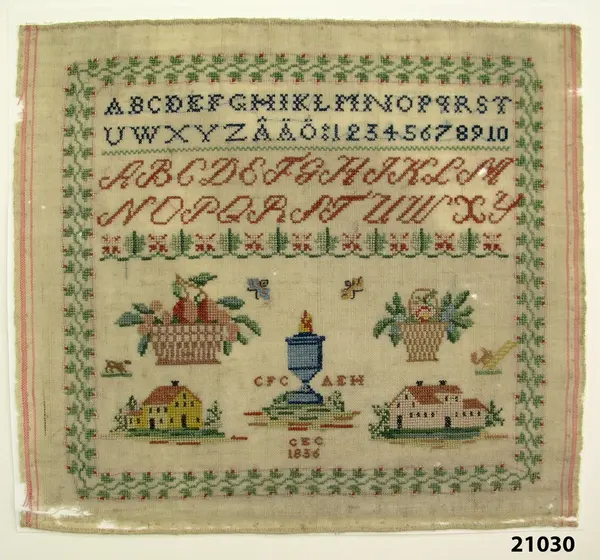 ABCDEFGHIKLMNOPQRST
UWXYZÅÄÖ:12345678910
ABCDEFGHIKLM
NOPQRSTUWXY
CFC AEH
CEC
1836
21030